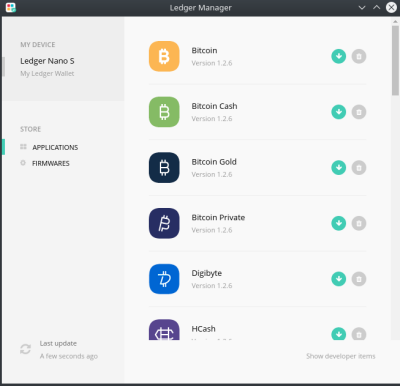 Ledger Manager
MY DEVICE
Ledger Nano S
My Ledger Wallet
STORE
APPLICATIONS
FIRMWARES
Last update
A few seconds ago
Bitcoin
Version 1.2.6
Bitcoin Cash
Version 1.2.6
Bitcoin Gold
Version 1.2.6
Bitcoin Private
Version 1.2.6
Digibyte
Version 1.2.6
HCash
Show developer items